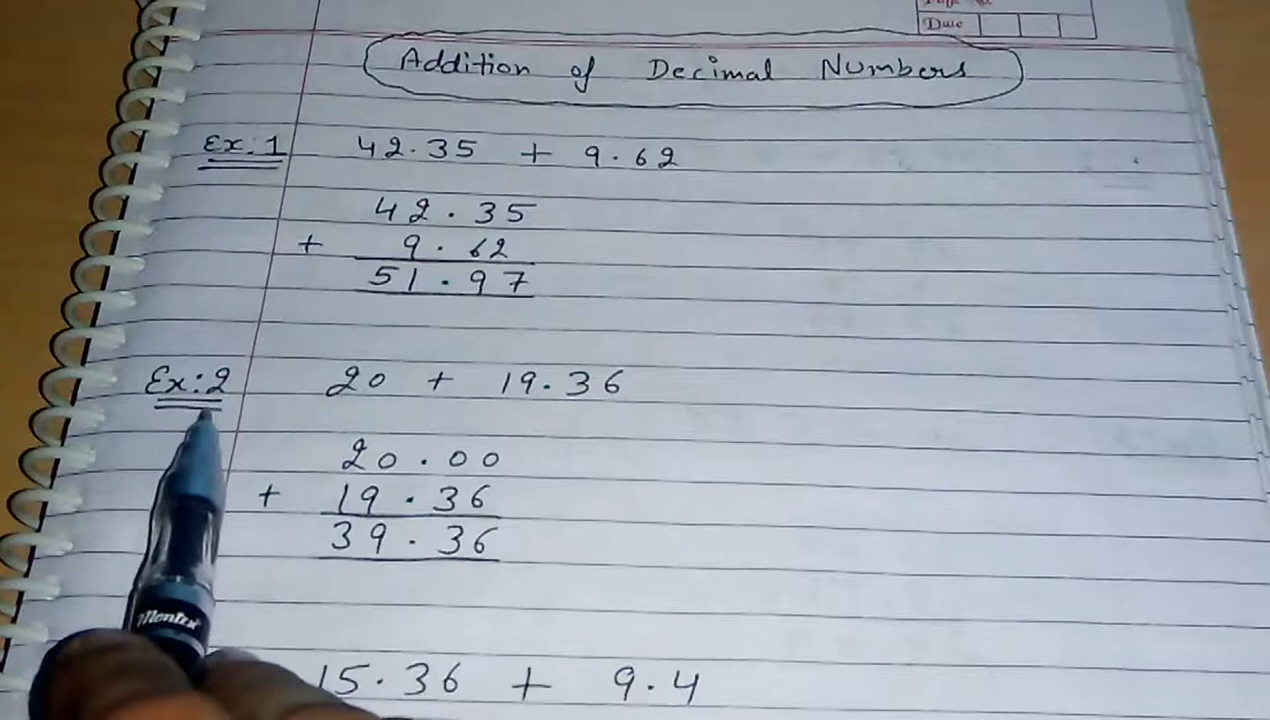 Date
Addition of Decimal Numbers
Ex:1 42.35 + 9.62
42.35
+ 9.62
51.97
Ex:2 20 + 19.36
20.00
+ 19.36
39.36
Montex
15.36 + 9.4